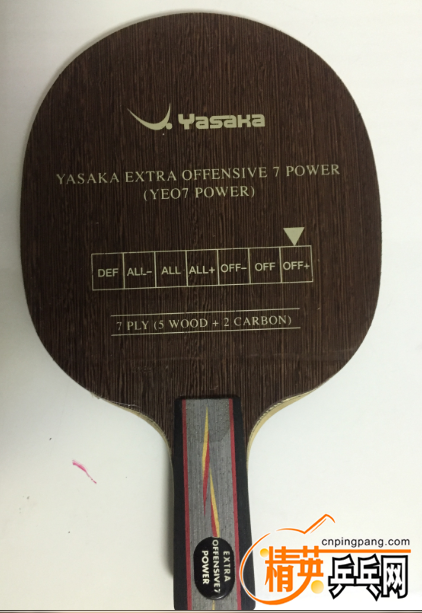 Yasaka
YASAKA EXTRA OFFENSIVE 7 POWER
(YEO7 POWER)
DEF ALL- ALL ALL+ OFF- OFF OFF+
7 PLY (5 WOOD + 2 CARBON)
EXTRA
OFFENSIVE7
POWER
cnpingpang.com
精英乒乓网